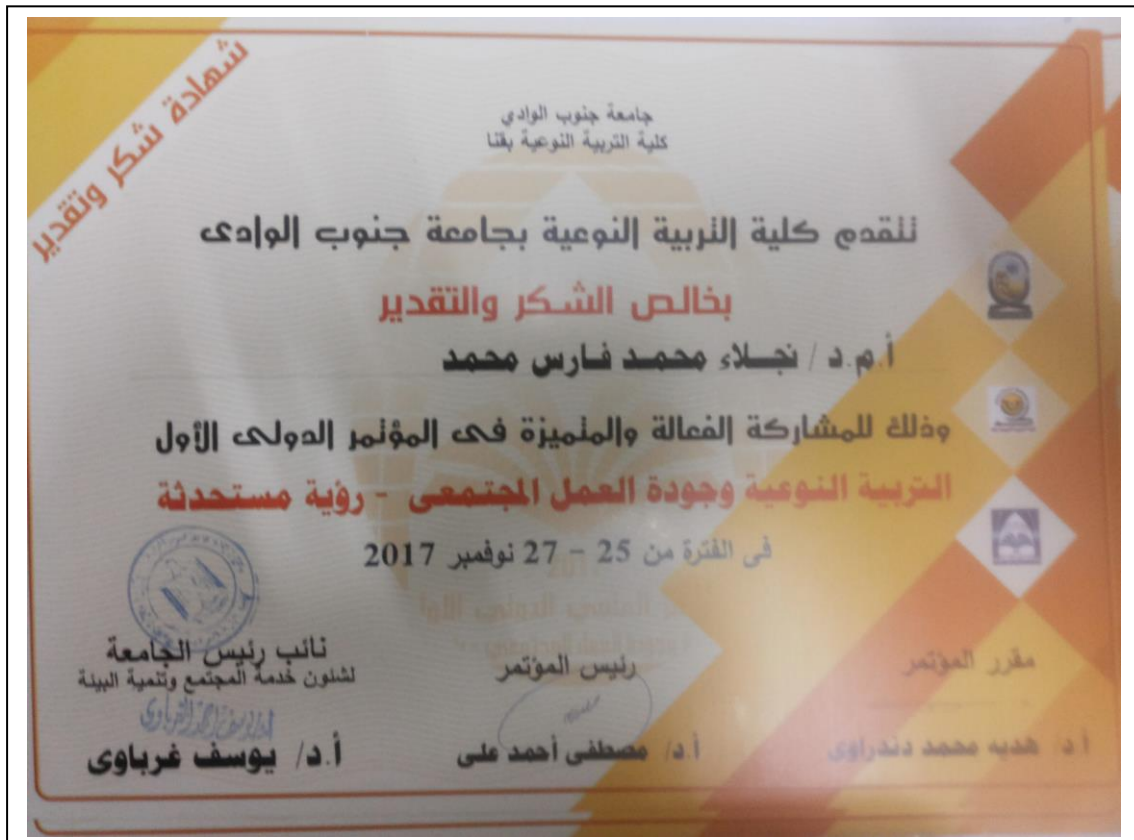 شهادة شكر وتقدير
جامعة جنوب الوادي
كلية التربية النوعية بقنا
تتقدم كلية التربية النوعية بجامعة جنوب الوادى
بخالص الشكر والتقدير
أ.م.د / نجلاء محمد فارس محمد
وذلك للمشاركة الفعالة والمتميزة فى المؤتمر الدولى الأول
التربية النوعية وجودة العمل المجتمعى - رؤية مستحدثة
فى الفترة من 25 - 27 نوفمبر 2017
مقرر المؤتمر
أ.د/ هديه محمد دندراوى
رئيس المؤتمر
أ.د/ مصطفى أحمد على
نائب رئيس الجامعة
لشئون خدمة المجتمع وتنمية البيئة
أ.د/ يوسف غرباوى